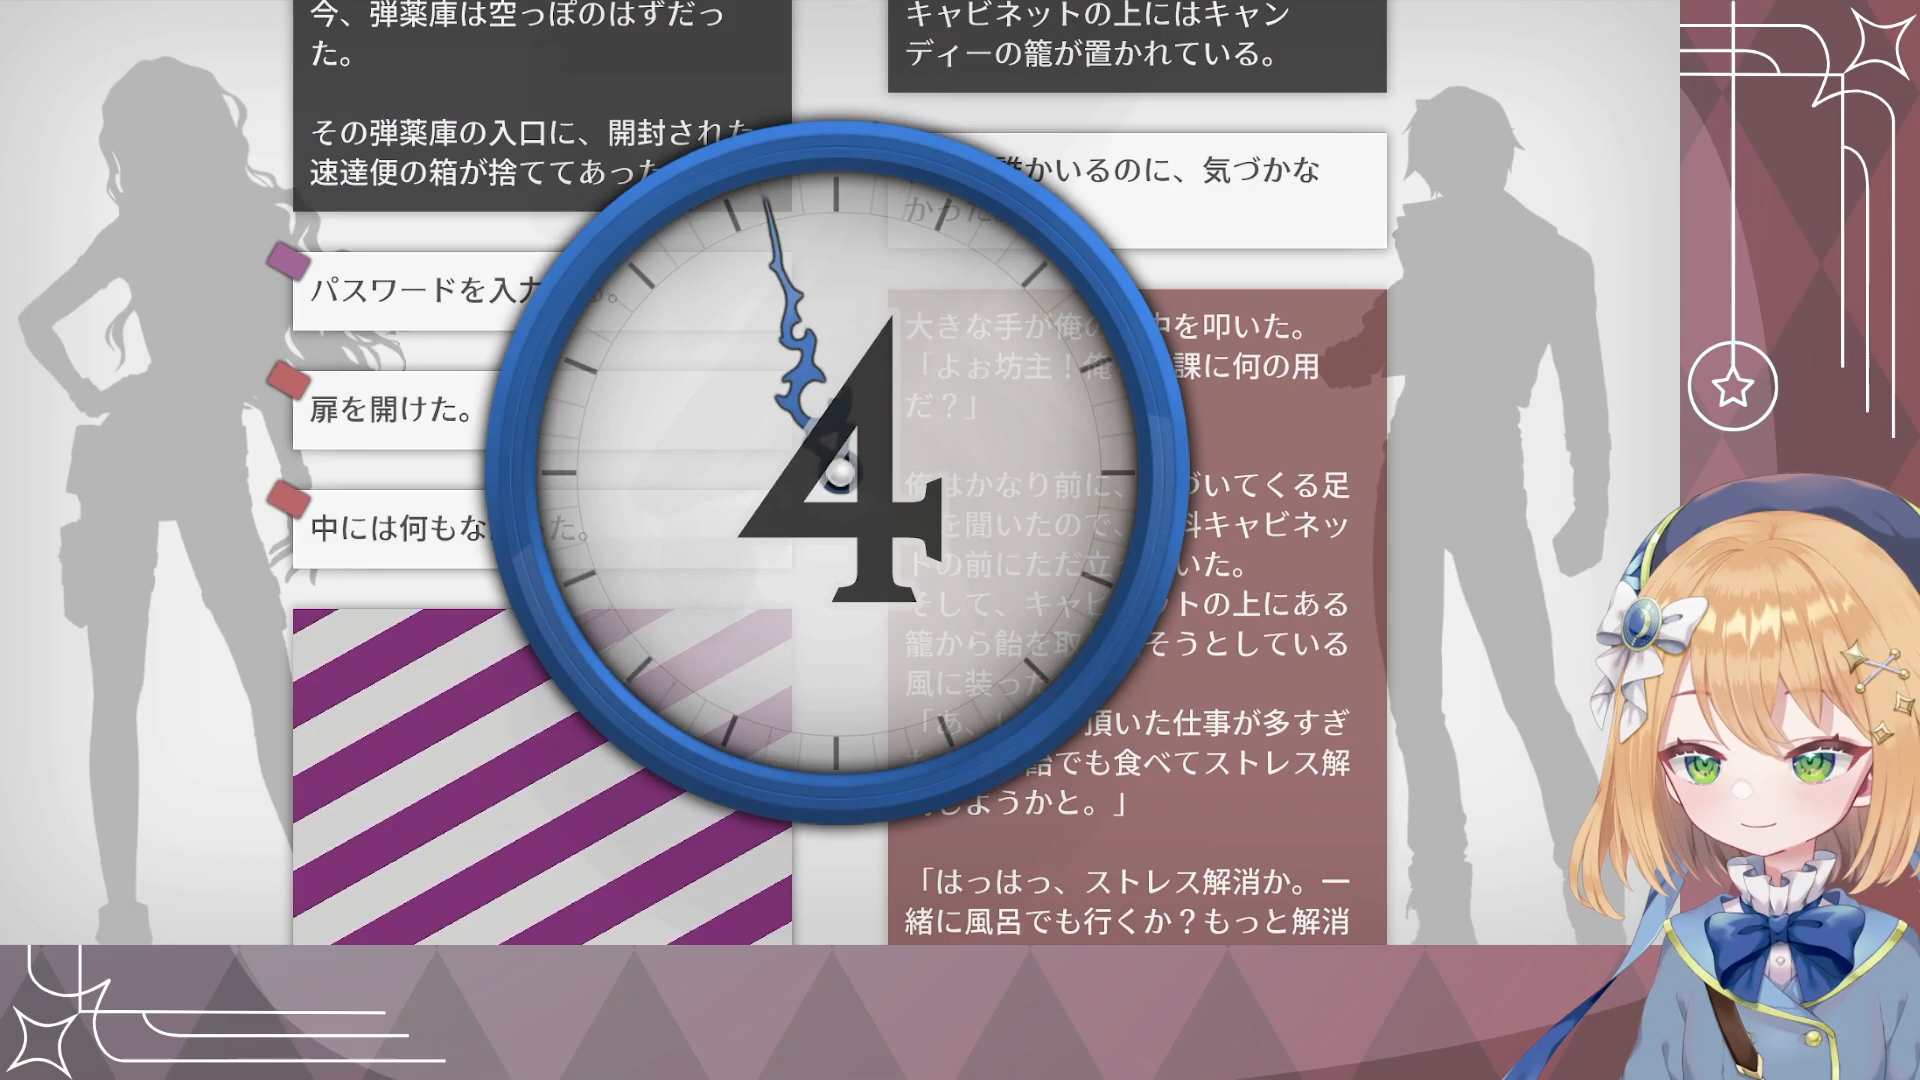 今、弾薬庫は空っぽのはずだっ
た。
その弾薬庫の入口に、開封された
速達便の箱が捨ててあった
パスワードを入力
扉を開けた。
中には何もな
た。
キャビネットの上にはキャン
ディーの籠が置かれている。
誰かいるのに、気づかな
かった
大きな手が俺の 中を叩いた。
「よぉ坊主！俺 課に何の用
だ？」
俺はかなり前に、 づいてくる足
を聞いたので、 料キャビネッ
トの前にただ立 いた。
そして、キャビ ットの上にある
籠から飴を取 そうとしている
風に装った
「あ、 頂いた仕事が多すぎ
飴でも食べてストレス解
しようかと。」
「はっはっ、ストレス解消か。一
緒に風呂でも行くか？もっと解消
4